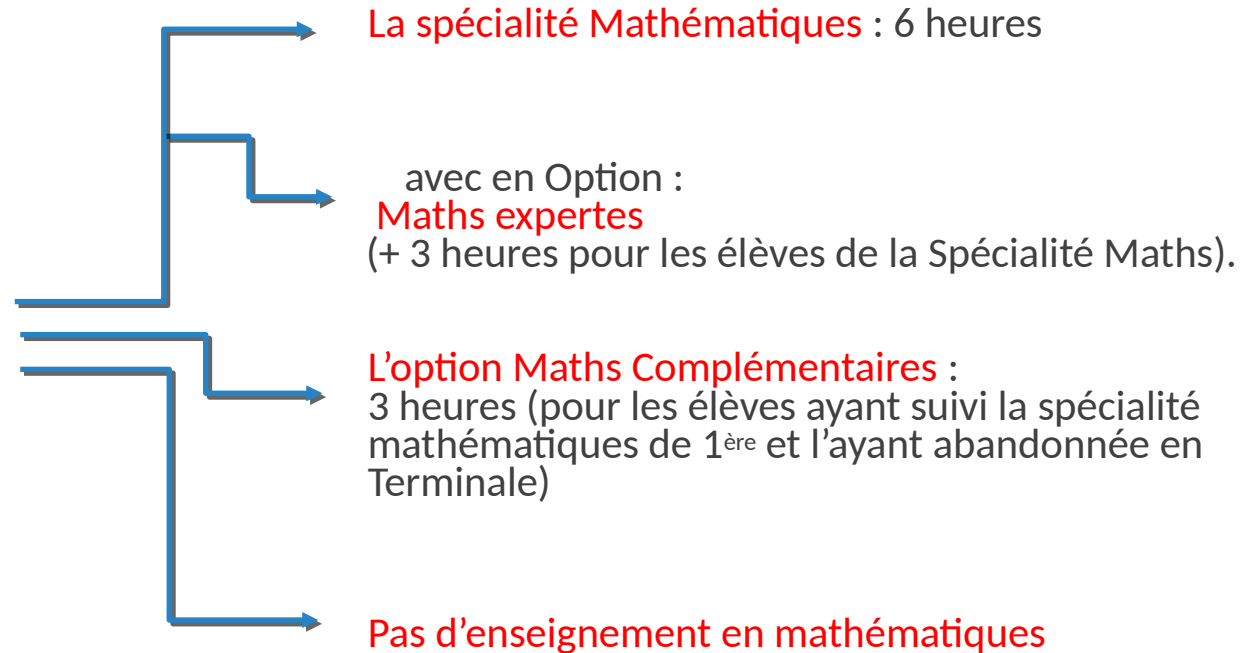 La spécialité Mathématiques : 6 heures
avec en Option :
Maths expertes
(+ 3 heures pour les élèves de la Spécialité Maths).
L’option Maths Complémentaires :
3 heures (pour les élèves ayant suivi la spécialité
mathématiques de 1ère et l’ayant abandonnée en
Terminale)
Pas d’enseignement en mathématiques